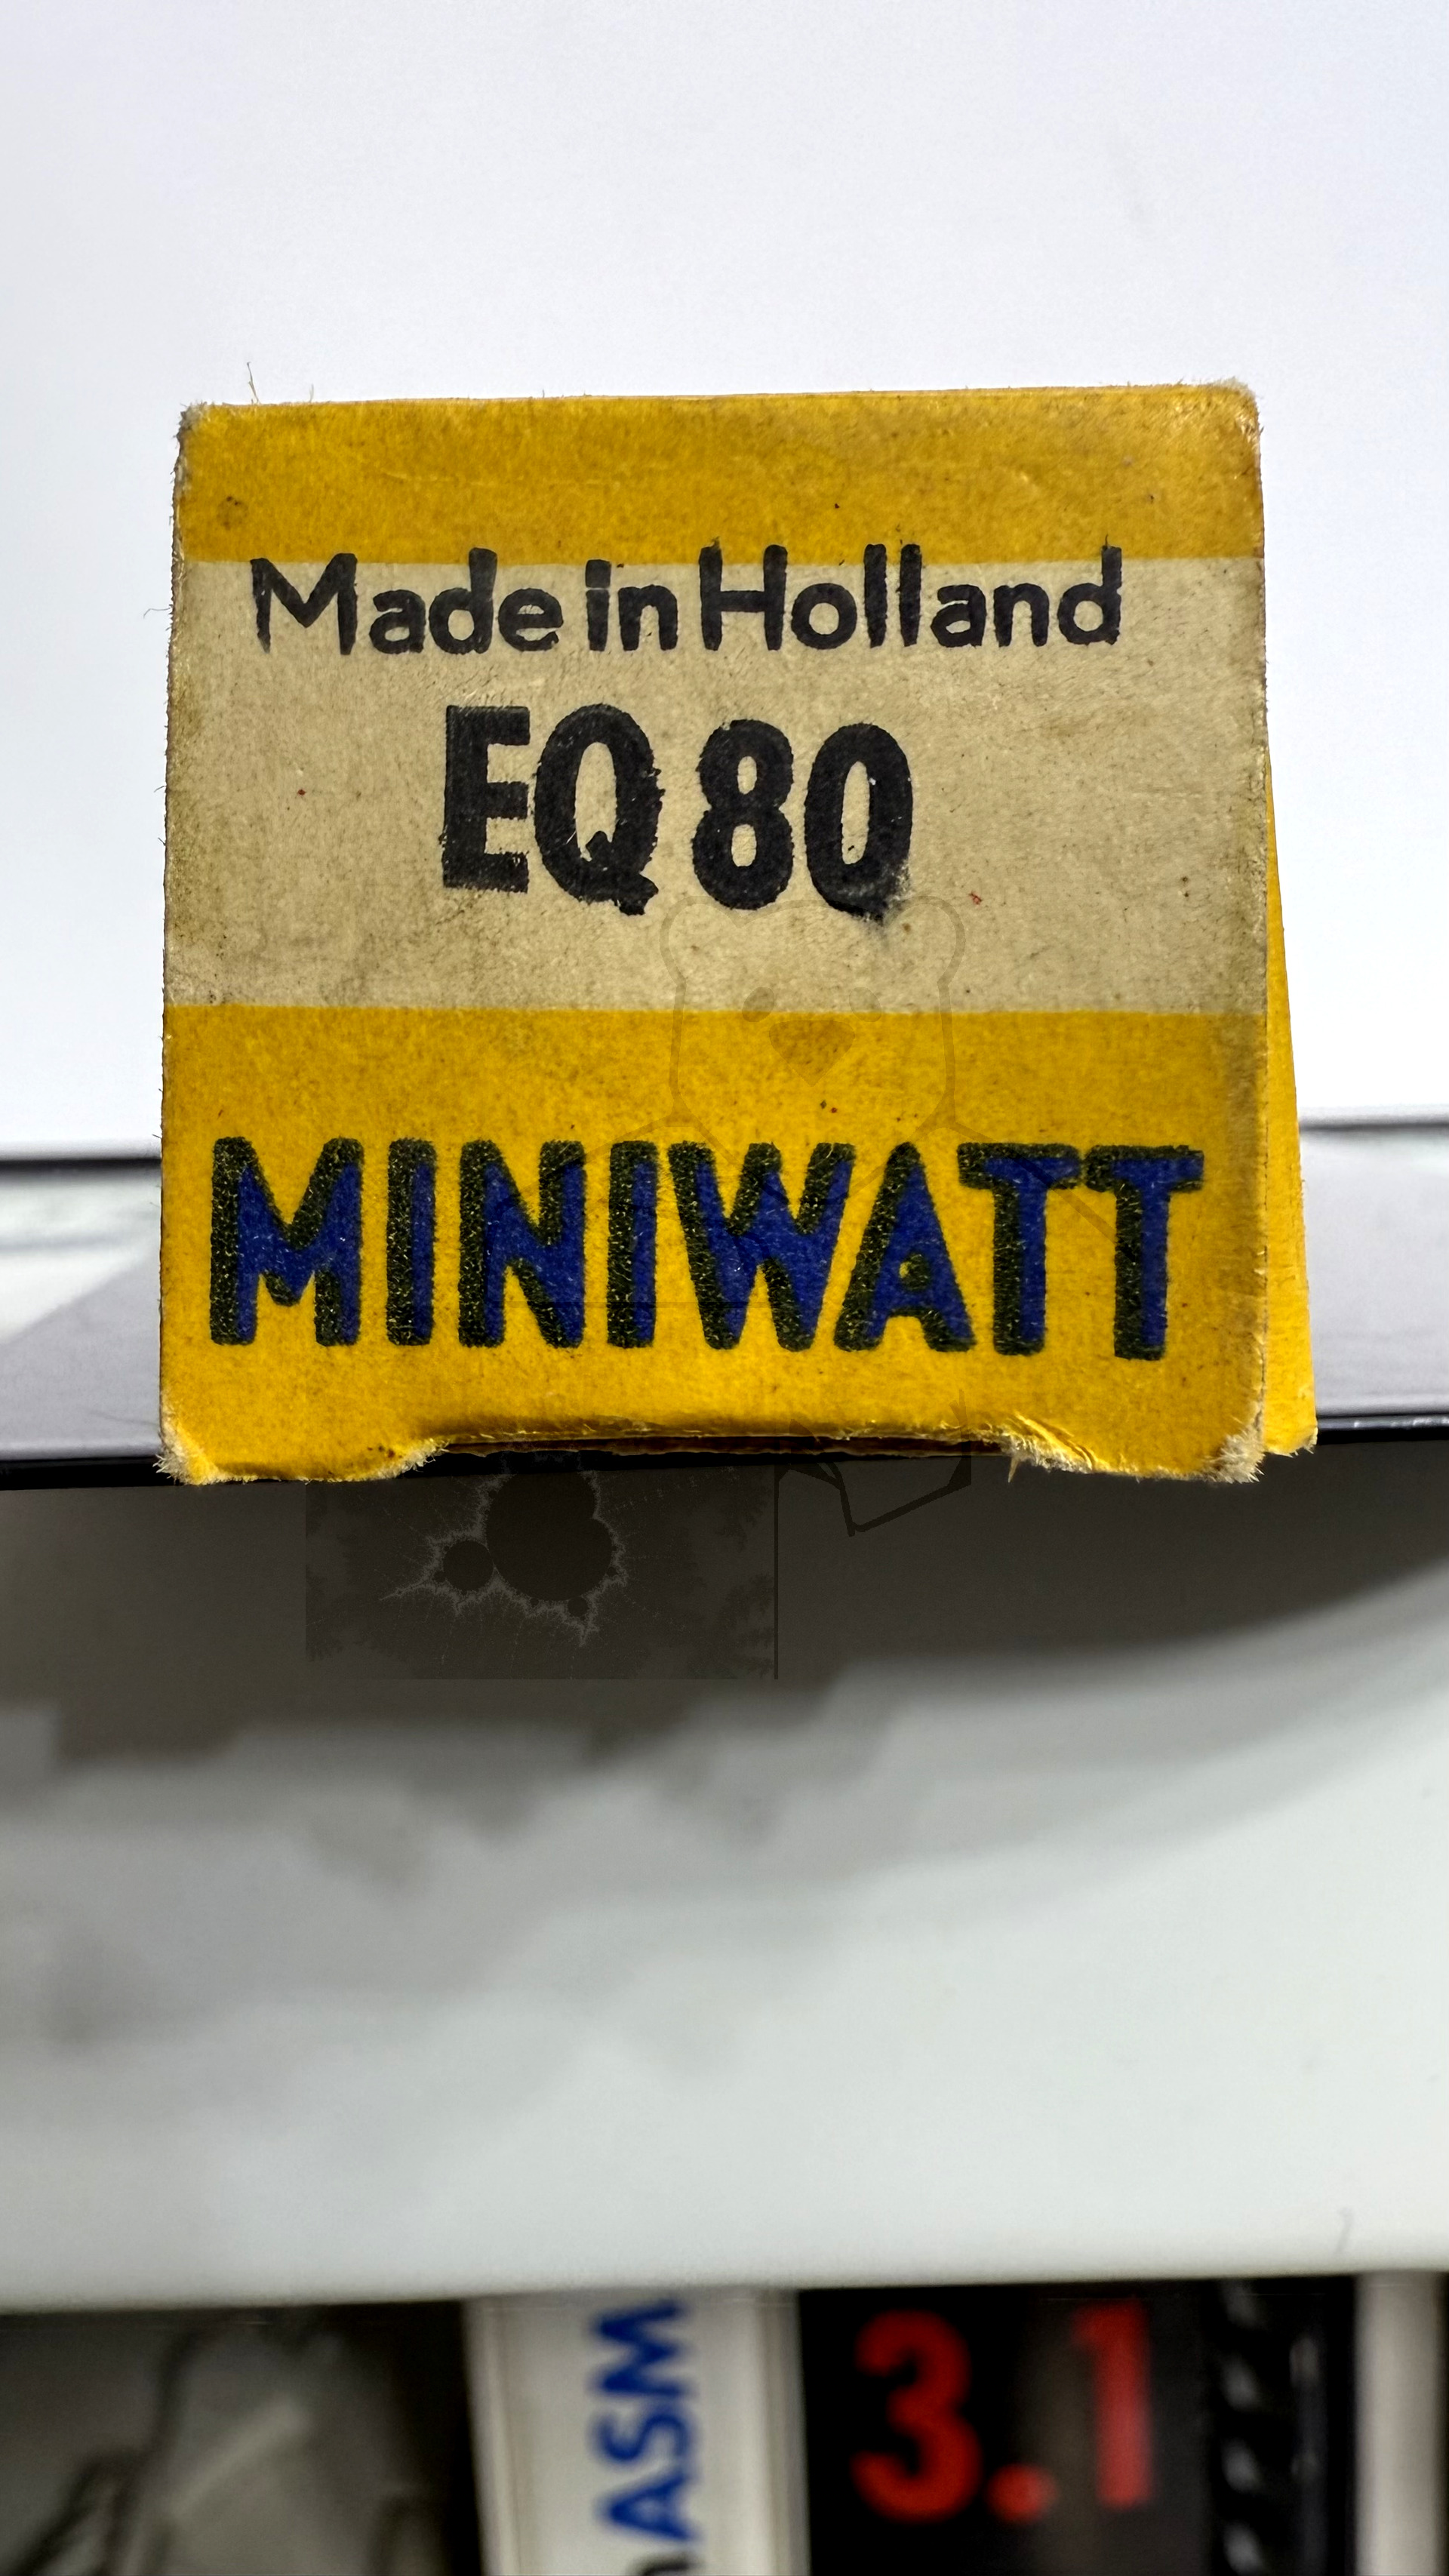 Made in Holland
EQ 80
MINIWATT
ASM
3.1